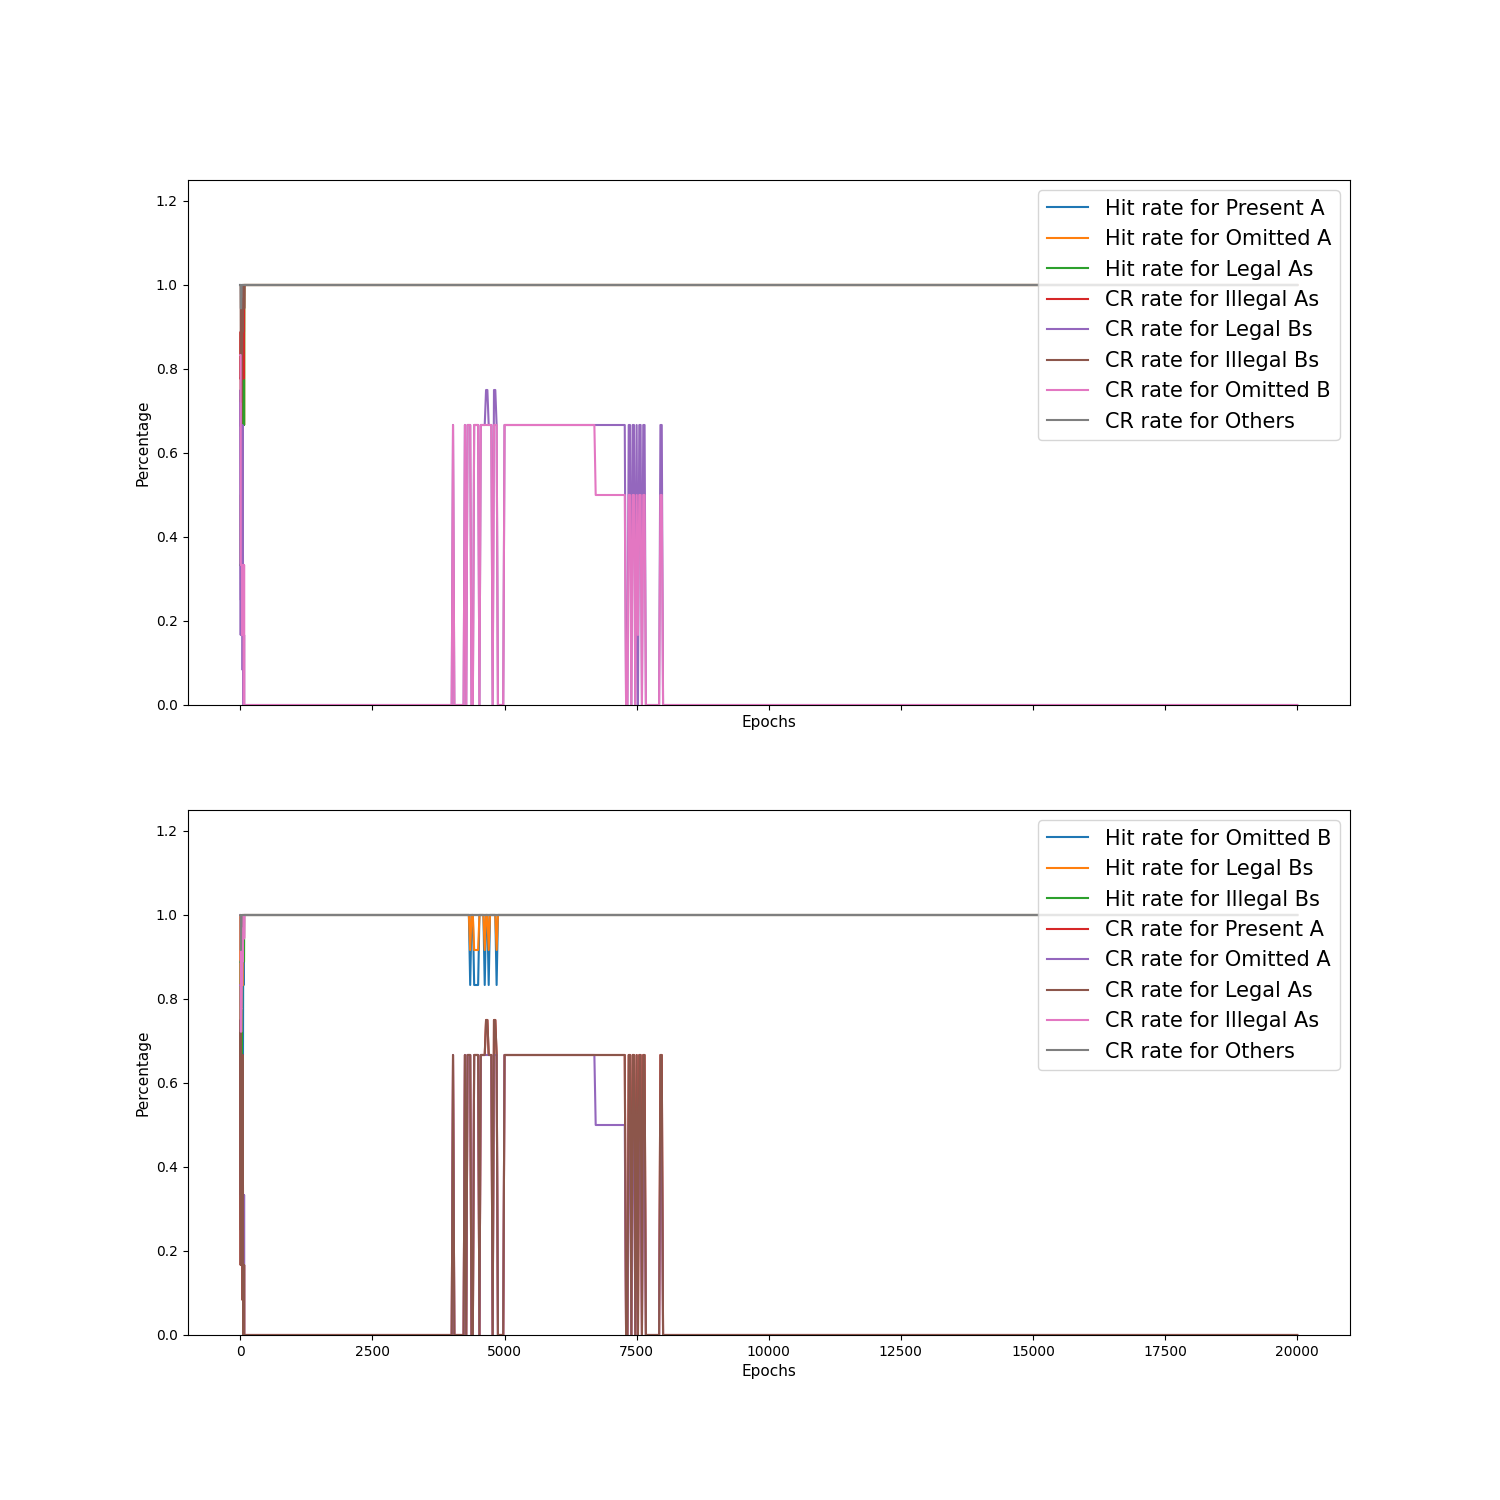 1.2
1.0
0.8
0.6
0.4
0.2
0.0
Percentage
Epochs
Hit rate for Present A
Hit rate for Omitted A
Hit rate for Legal As
CR rate for Illegal As
CR rate for Legal Bs
CR rate for Illegal Bs
CR rate for Omitted B
CR rate for Others
1.2
1.0
0.8
0.6
0.4
0.2
0.0
Percentage
Hit rate for Omitted B
Hit rate for Legal Bs
Hit rate for Illegal Bs
CR rate for Present A
CR rate for Omitted A
CR rate for Legal As
CR rate for Illegal As
CR rate for Others
0 2500 5000 7500 10000 12500 15000 17500 20000
Epochs